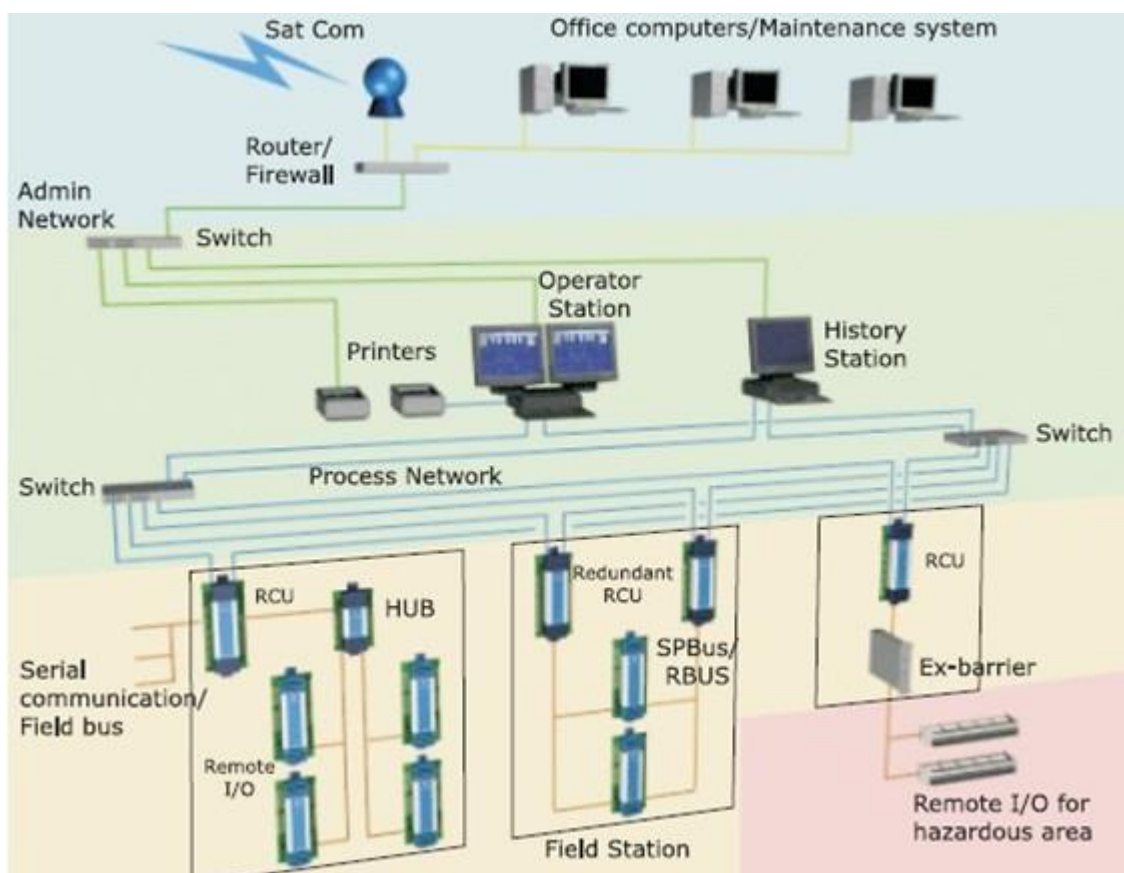 Sat Com
Office computers/Maintenance system
Router/
Firewall
Admin
Network
Switch
Operator
Station
History
Station
Printers
Switch
Switch
Process Network
RCU
HUB
Redundant
RCU
RCU
SPBus/
RBUS
Ex-barrier
Serial
communication/
Field bus
Remote
I/O
Field Station
Remote I/O for
hazardous area